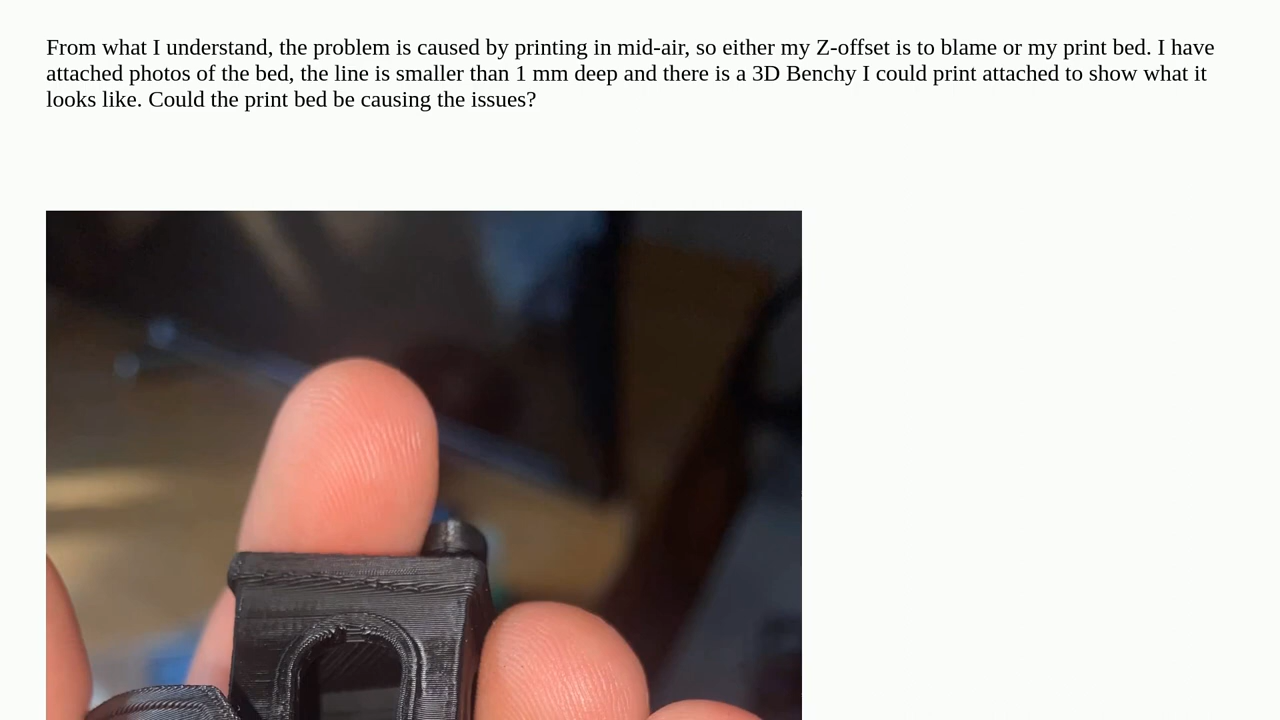 From what I understand, the problem is caused by printing in mid-air, so either my Z-offset is to blame or my print bed. I have
attached photos of the bed, the line is smaller than 1 mm deep and there is a 3D Benchy I could print attached to show what it
looks like. Could the print bed be causing the issues?